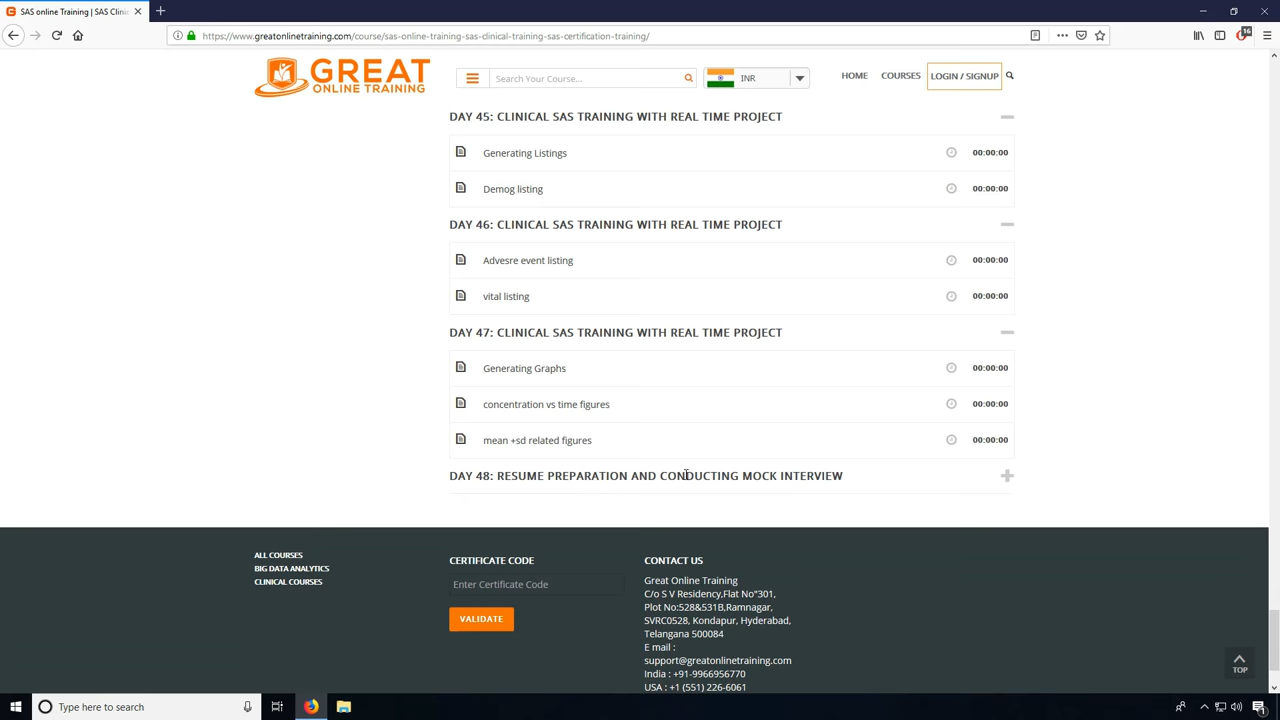 SAS online Training | SAS Clinic
https://www.greatonlinetraining.com/course/sas-online-training-sas-clinical-training-sas-certification-training/
16
GREAT
ONLINE TRAINING
Search Your Course...
INR
HOME
COURSES
LOGIN / SIGNUP
DAY 45: CLINICAL SAS TRAINING WITH REAL TIME PROJECT
Generating Listings 00:00:00
Demog listing 00:00:00
DAY 46: CLINICAL SAS TRAINING WITH REAL TIME PROJECT
Advesre event listing 00:00:00
vital listing 00:00:00
DAY 47: CLINICAL SAS TRAINING WITH REAL TIME PROJECT
Generating Graphs 00:00:00
concentration vs time figures 00:00:00
mean +sd related figures 00:00:00
DAY 48: RESUME PREPARATION AND CONDUCTING MOCK INTERVIEW
ALL COURSES
BIG DATA ANALYTICS
CLINICAL COURSES
CERTIFICATE CODE
Enter Certificate Code
VALIDATE
CONTACT US
Great Online Training
C/o S V Residency,Flat No"301,
Plot No:528&531B,Ramnagar,
SVRC0528, Kondapur, Hyderabad,
Telangana 500084
E mail :
support@greatonlinetraining.com
India : +91-9966956770
USA : +1 (551) 226-6061
TOP
Type here to search
1